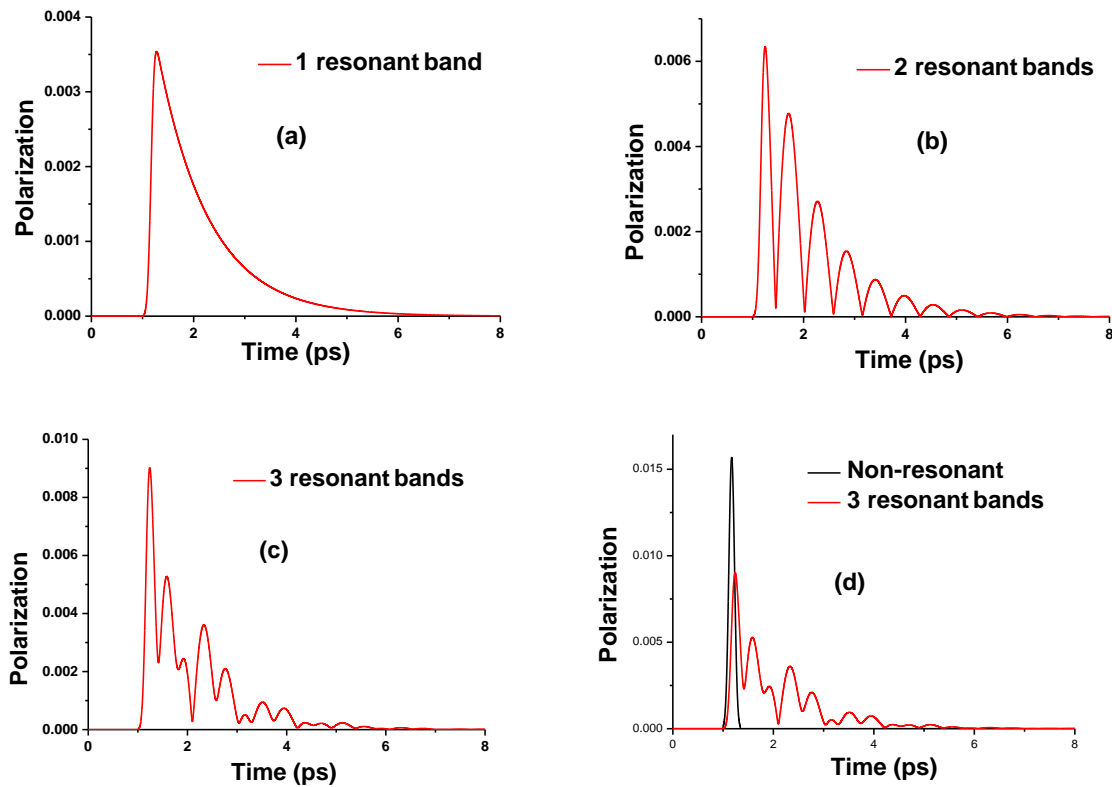 0.004
1 resonant band
0.003
(a)
0.002
0.001
0.000
0 2 4 6 8
Polarization
Time (ps)
0.006
2 resonant bands
(b)
0.004
0.002
0.000
0 2 4 6 8
Polarization
Time (ps)
0.010
3 resonant bands
0.008
(c)
0.006
0.004
0.002
0.000
0 2 4 6 8
Polarization
Time (ps)
Non-resonant
0.015
3 resonant bands
(d)
0.010
0.005
0.000
0 2 4 6 8
Polarization
Time (ps)